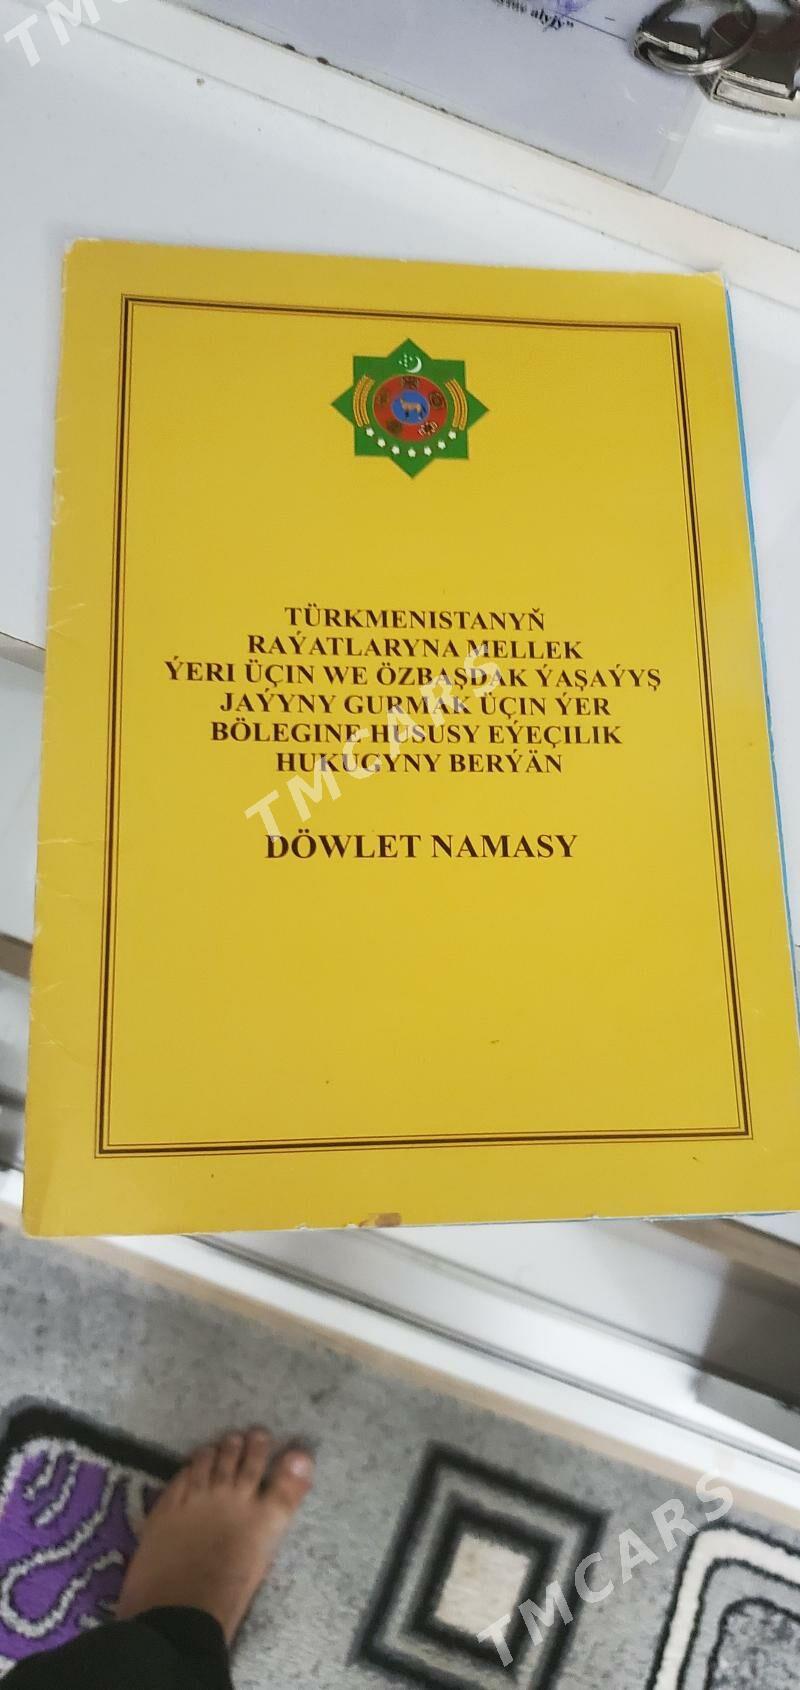 TMCARS
alyjy"
TÜRKMENISTANYŇ
RAÝATLARYNA MELLEK
ÝERI ÜÇIN WE ÖZBAŞDAK ÝAŞAÝYŞ
JAÝYNY GURMAK ÜÇIN ÝER
BÖLEGINE HUSUSY EÝEÇILIK
HUKUGYNY BERÝÄN
TMCARS
DÖWLET NAMASY
TMCARS